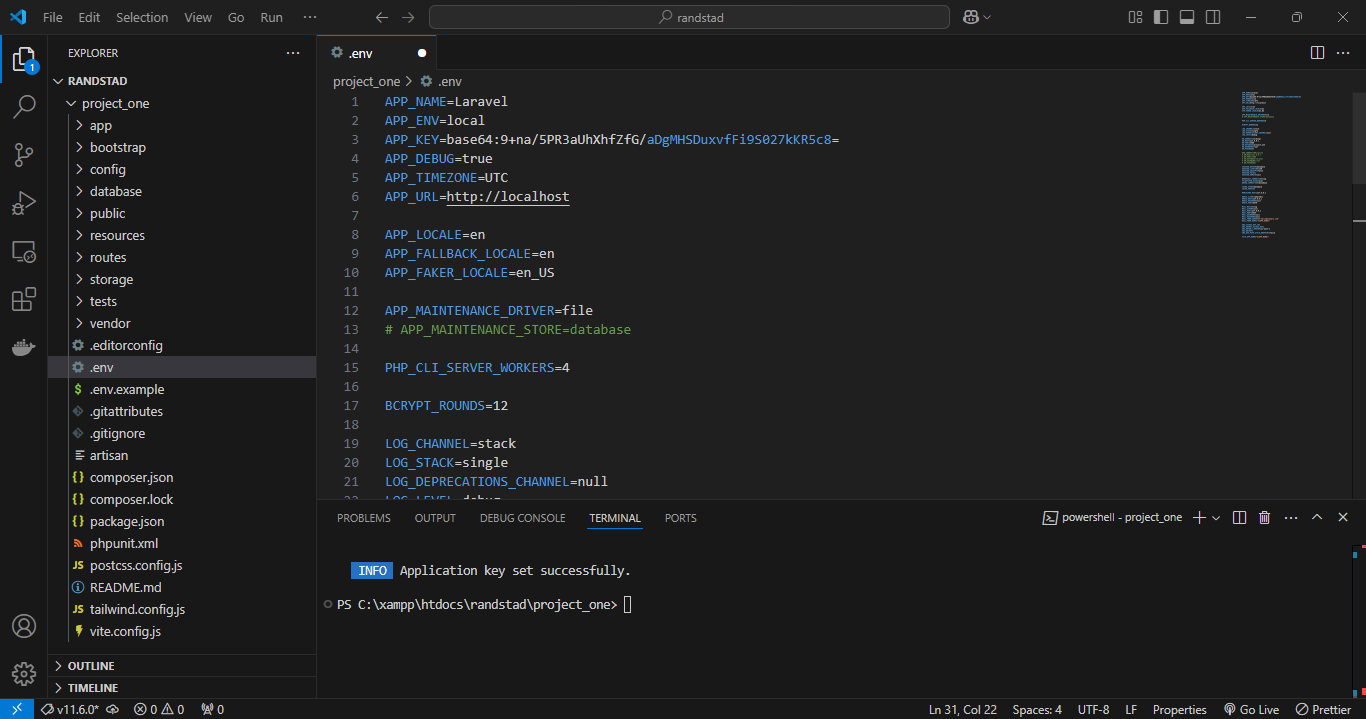 File Edit Selection View Go Run ··· randstad
EXPLORER ···
RANDSTAD
project_one
app
bootstrap
config
database
public
resources
routes
storage
tests
vendor
.editorconfig
.env
.env.example
.gitattributes
.gitignore
artisan
composer.json
composer.lock
package.json
phpunit.xml
postcss.config.js
README.md
tailwind.config.js
vite.config.js
OUTLINE
TIMELINE
1
.env
project_one > .env
1 APP_NAME=Laravel
2 APP_ENV=local
3 APP_KEY=base64:9+na/5PR3aUhXhfZfG/aDgMHSDuxvfFi9S027kKR5c8=
4 APP_DEBUG=true
5 APP_TIMEZONE=UTC
6 APP_URL=http://localhost
7
8 APP_LOCALE=en
9 APP_FALLBACK_LOCALE=en
10 APP_FAKER_LOCALE=en_US
11
12 APP_MAINTENANCE_DRIVER=file
13 # APP_MAINTENANCE_STORE=database
14
15 PHP_CLI_SERVER_WORKERS=4
16
17 BCRYPT_ROUNDS=12
18
19 LOG_CHANNEL=stack
20 LOG_STACK=single
21 LOG_DEPRECATIONS_CHANNEL=null
22 LOG_LEVEL=debug
PROBLEMS OUTPUT DEBUG CONSOLE TERMINAL PORTS powershell - project_one
INFO Application key set successfully.
PS C:\xampp\htdocs\randstad\project_one>
v11.6.0* 0 0 0 Ln 31, Col 22 Spaces: 4 UTF-8 LF Properties Go Live Prettier